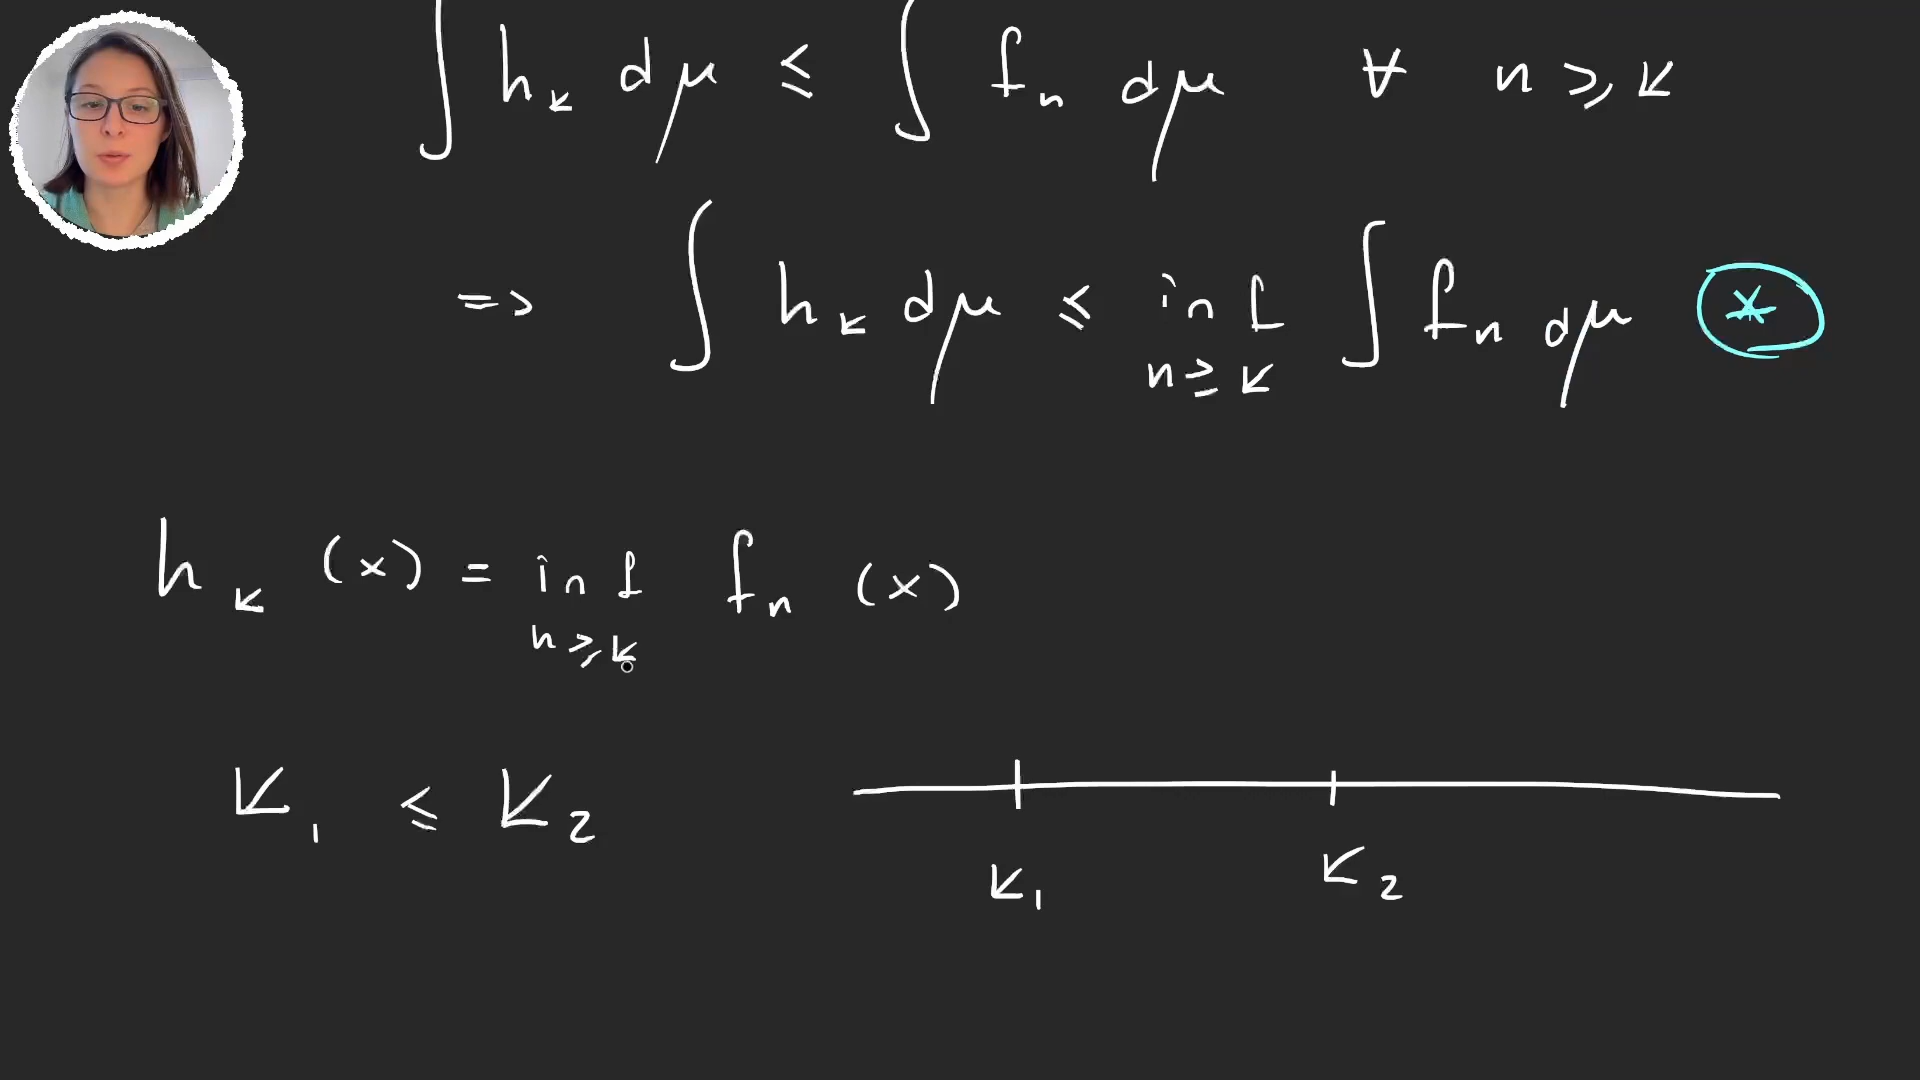 ∫ h_k dμ ≤ ∫ f_n dμ ∀ n ≥ k
=> ∫ h_k dμ ≤ inf_{n ≥ k} ∫ f_n dμ ⊛
h_k (x) = inf_{n ≥ k} f_n (x)
k_1 ≤ k_2
k_1 k_2